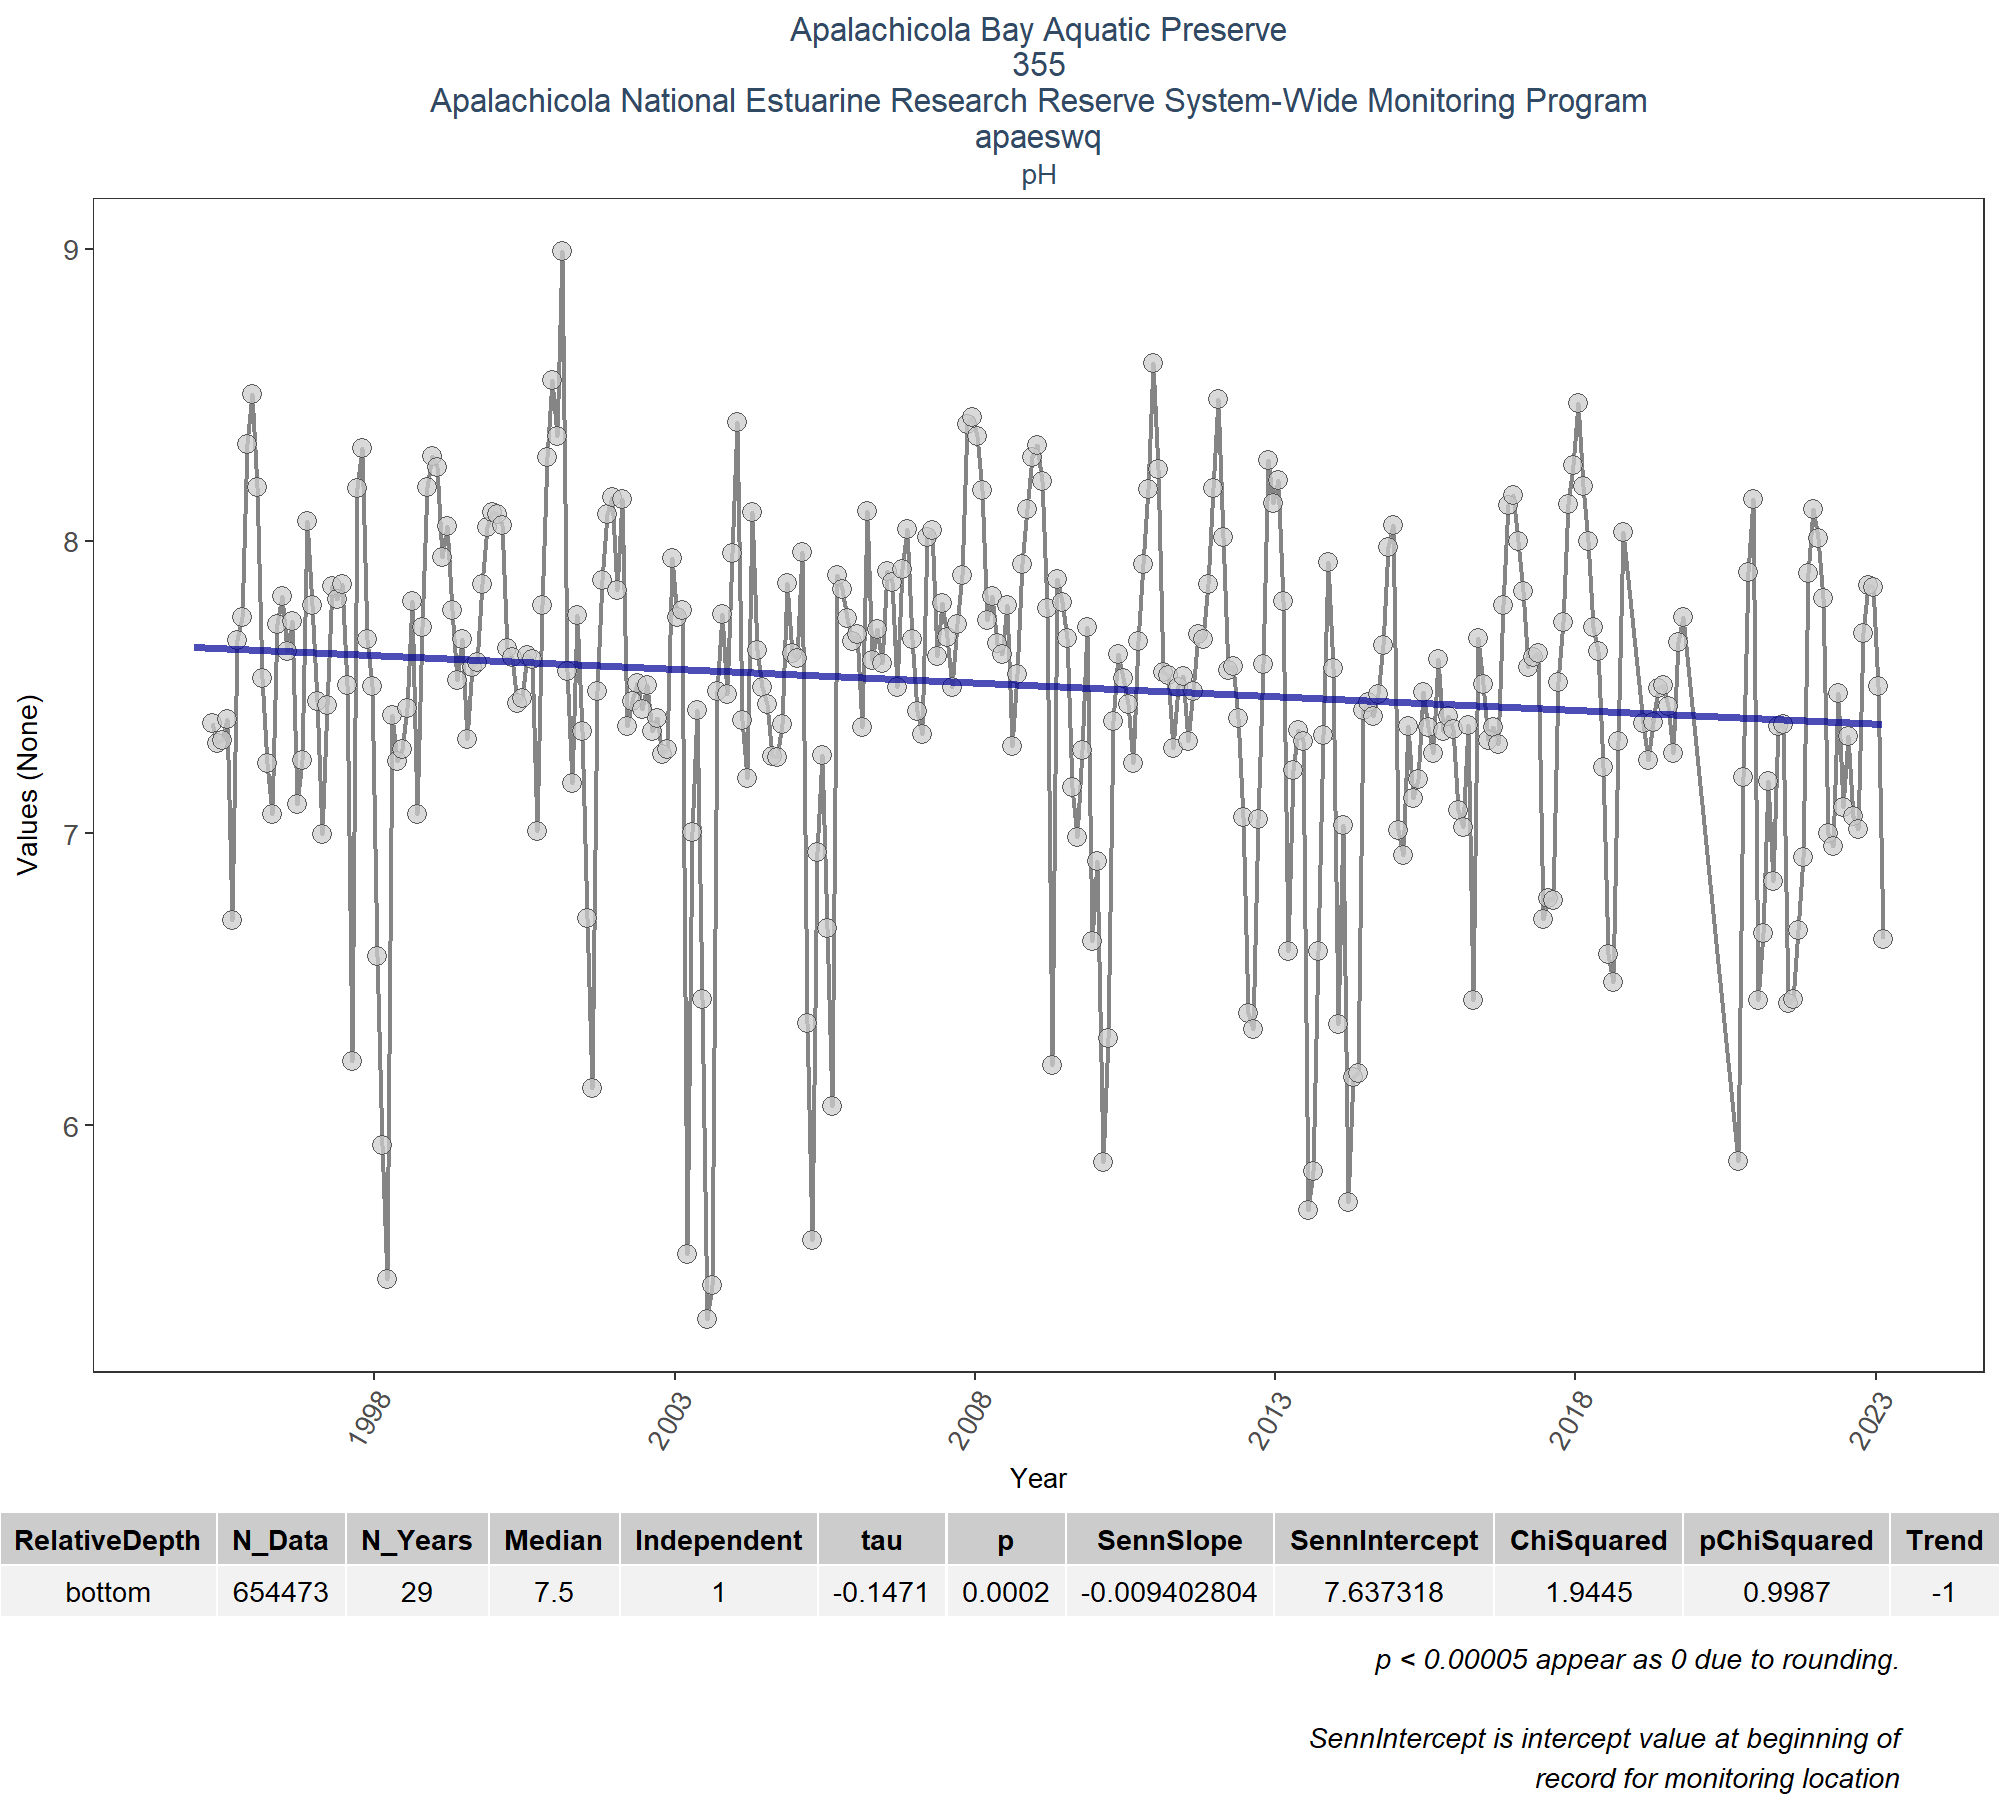 Apalachicola Bay Aquatic Preserve
355
Apalachicola National Estuarine Research Reserve System-Wide Monitoring Program
apaeswq
pH
9
8
7
6
Values (None)
1998 2003 2008 2013 2018 2023
Year
RelativeDepth N_Data N_Years Median Independent tau p SennSlope SennIntercept ChiSquared pChiSquared Trend
bottom 654473 29 7.5 1 -0.1471 0.0002 -0.009402804 7.637318 1.9445 0.9987 -1
p < 0.00005 appear as 0 due to rounding.
SennIntercept is intercept value at beginning of
record for monitoring location